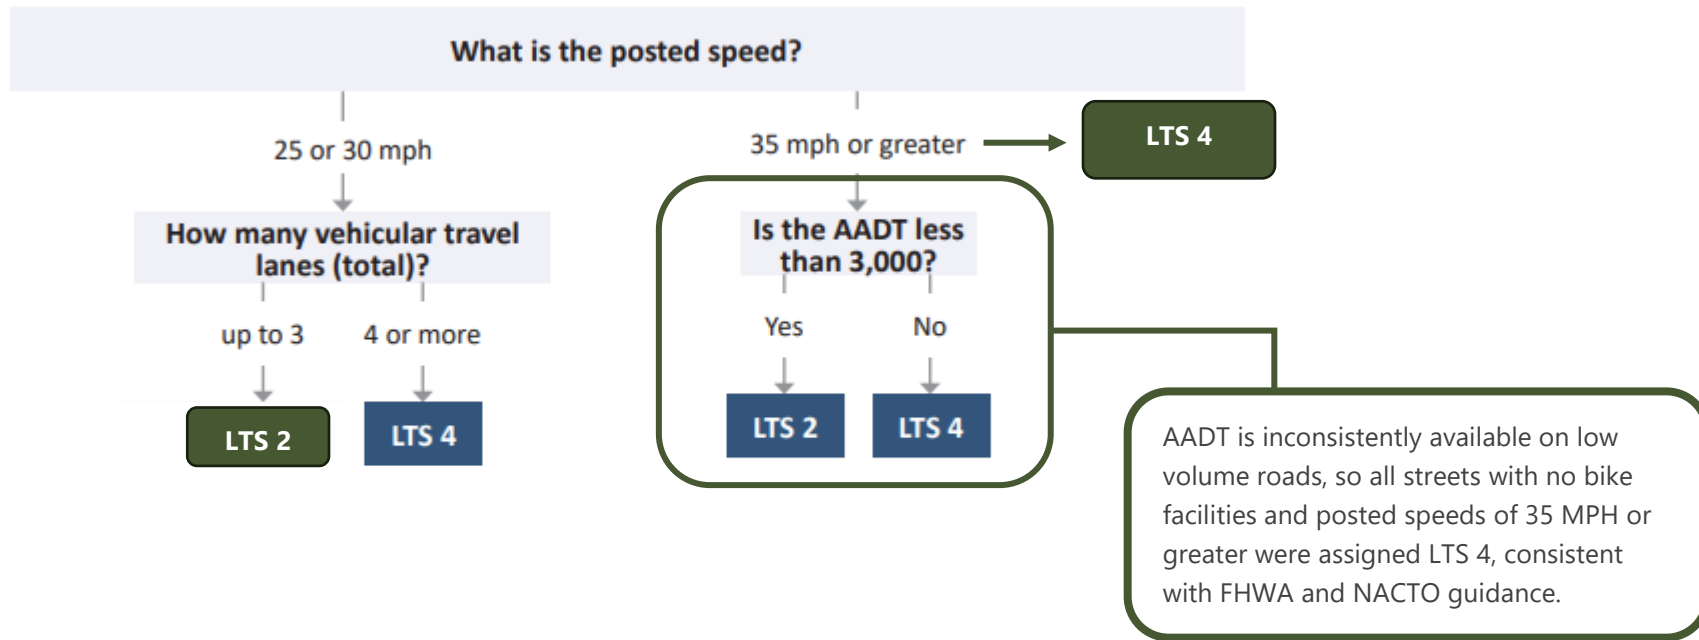 What is the posted speed?
25 or 30 mph
35 mph or greater
LTS 4
How many vehicular travel
lanes (total)?
Is the AADT less
than 3,000?
up to 3
4 or more
Yes
No
LTS 2
LTS 4
LTS 2
LTS 4
AADT is inconsistently available on low
volume roads, so all streets with no bike
facilities and posted speeds of 35 MPH or
greater were assigned LTS 4, consistent
with FHWA and NACTO guidance.